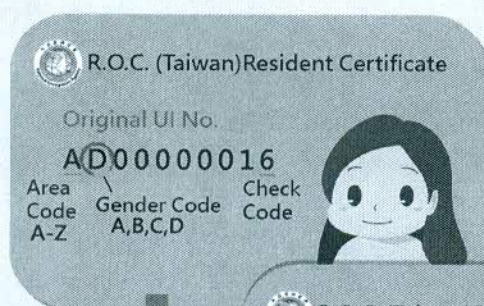 R.O.C. (Taiwan)Resident Certificate
Original UI No.
AD00000016
Area
Code
A-Z
Gender Code
A,B,C,D
Check
Code